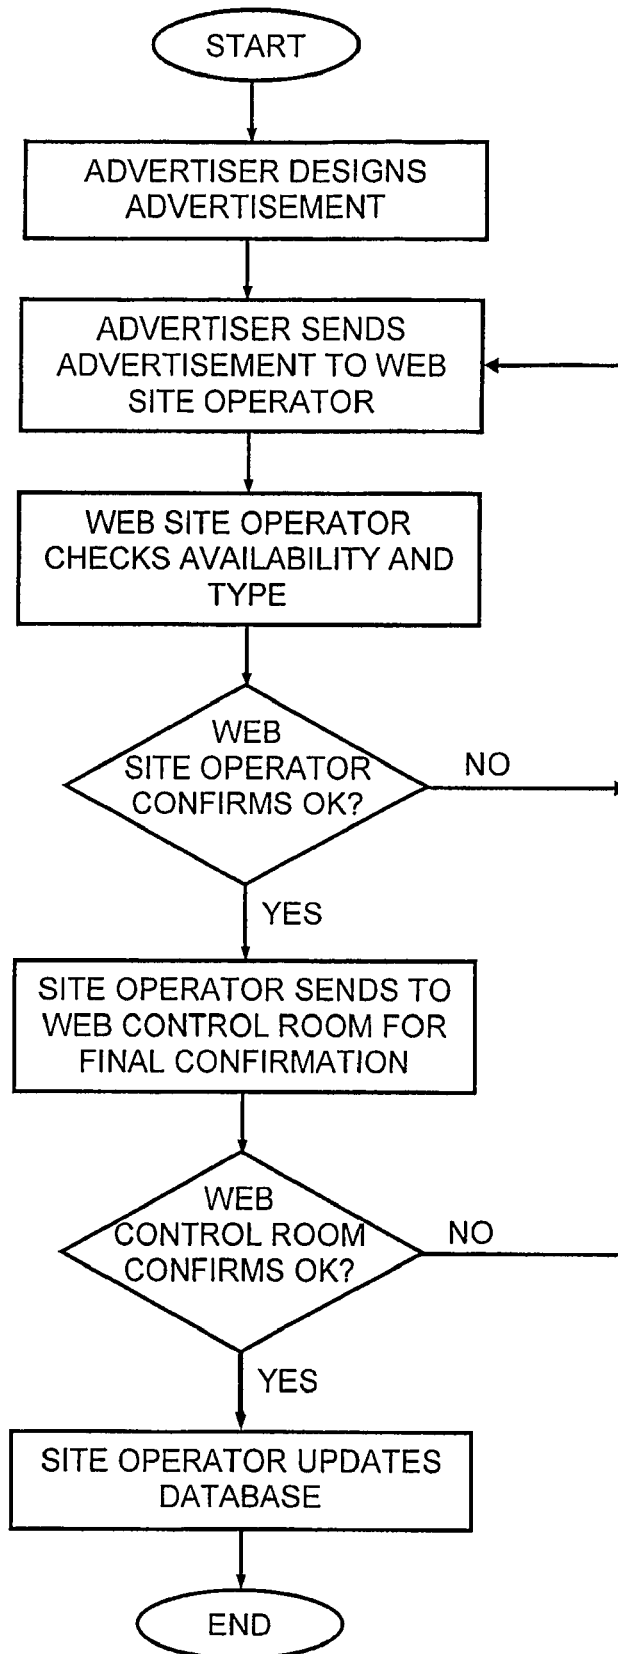 START
ADVERTISER DESIGNS
ADVERTISEMENT
ADVERTISER SENDS
ADVERTISEMENT TO WEB
SITE OPERATOR
WEB SITE OPERATOR
CHECKS AVAILABILITY AND
TYPE
WEB
SITE OPERATOR
CONFIRMS OK?
NO
YES
SITE OPERATOR SENDS TO
WEB CONTROL ROOM FOR
FINAL CONFIRMATION
WEB
CONTROL ROOM
CONFIRMS OK?
NO
YES
SITE OPERATOR UPDATES
DATABASE
END